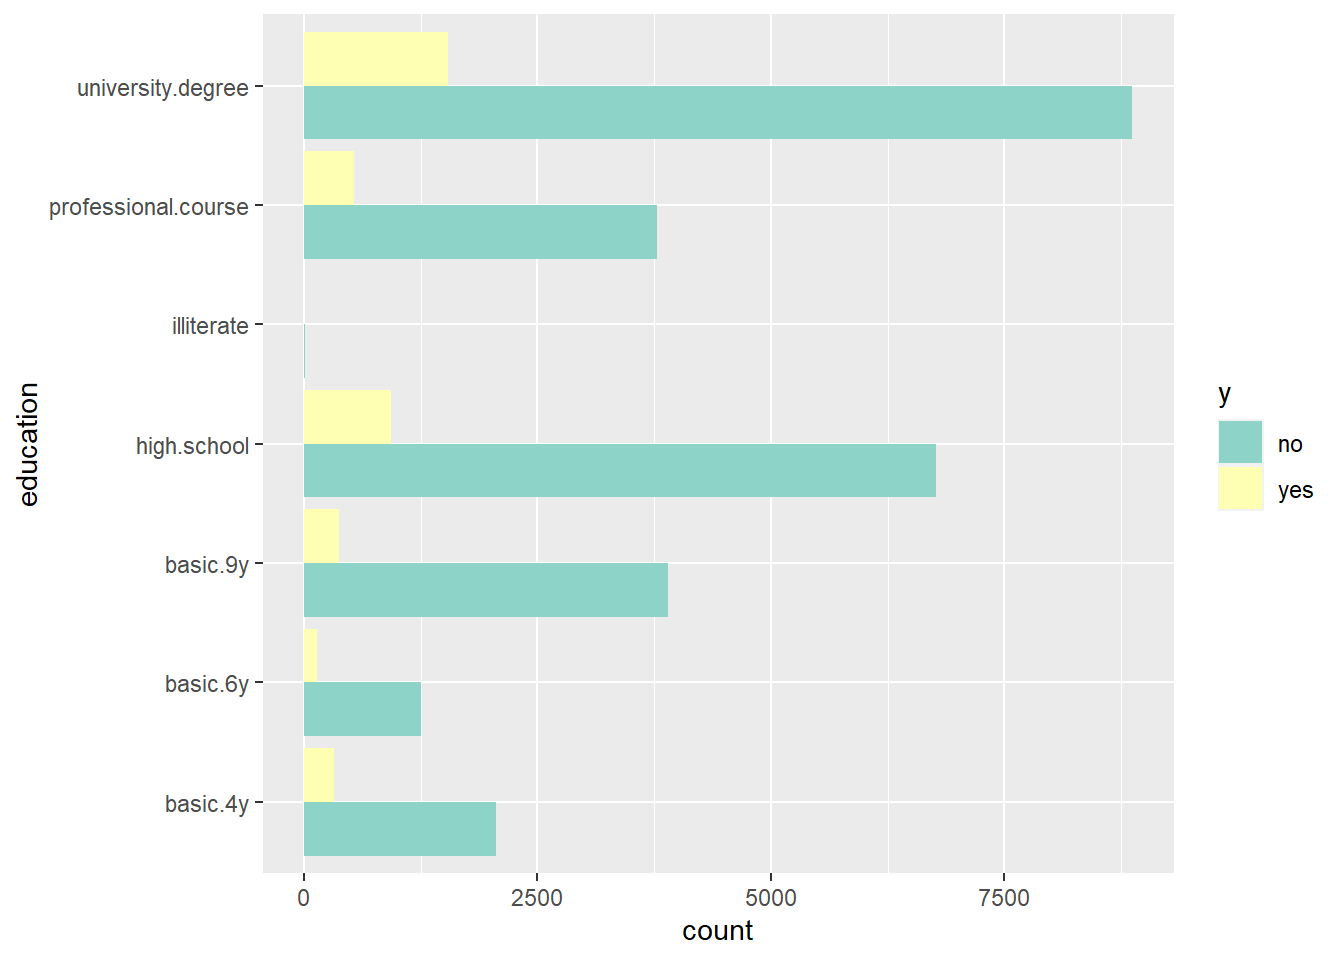 university.degree
professional.course
illiterate
high.school
basic.9y
basic.6y
basic.4y
education
0 2500 5000 7500
count
y
no
yes